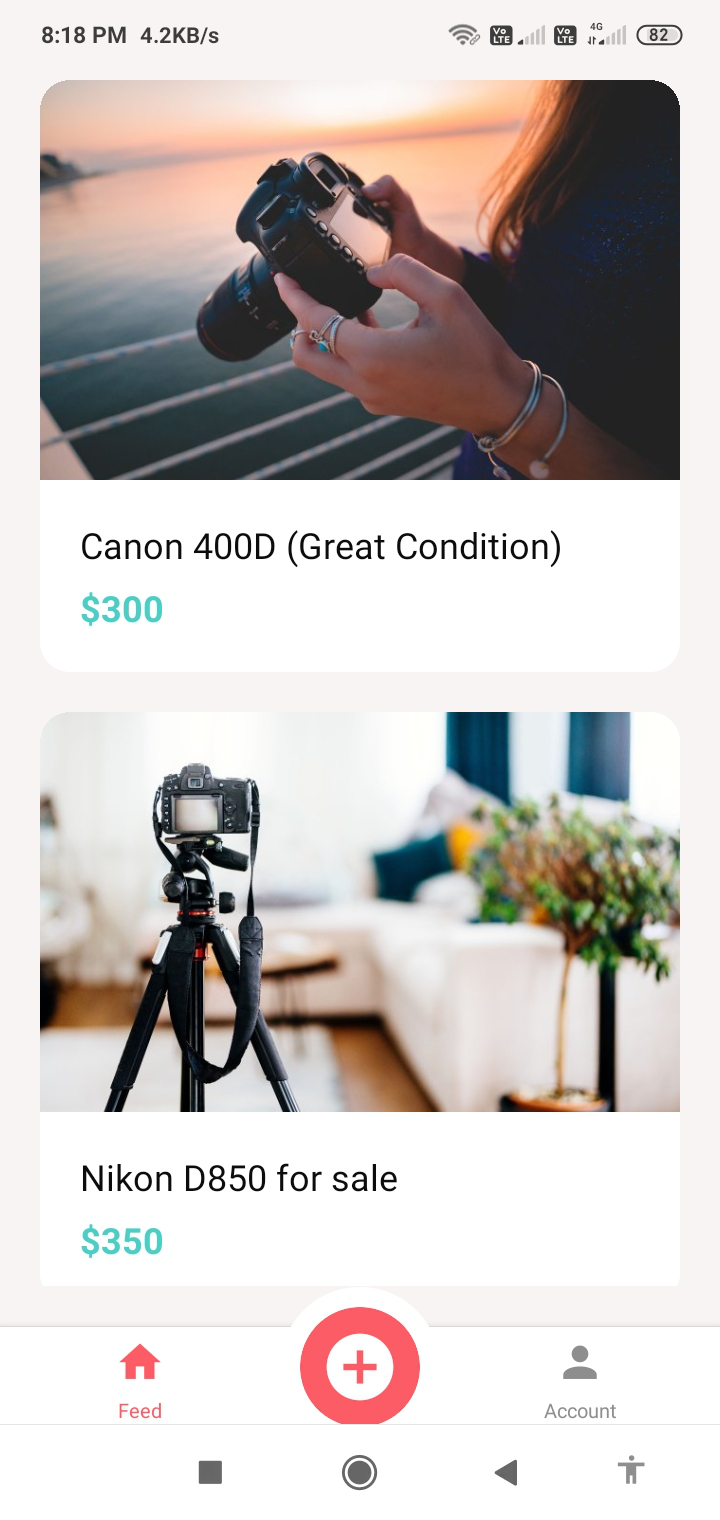 8:18 PM 4.2KB/s Vo LTE Vo LTE 4G 82
Canon 400D (Great Condition)
$300
Nikon D850 for sale
$350
Feed
Account